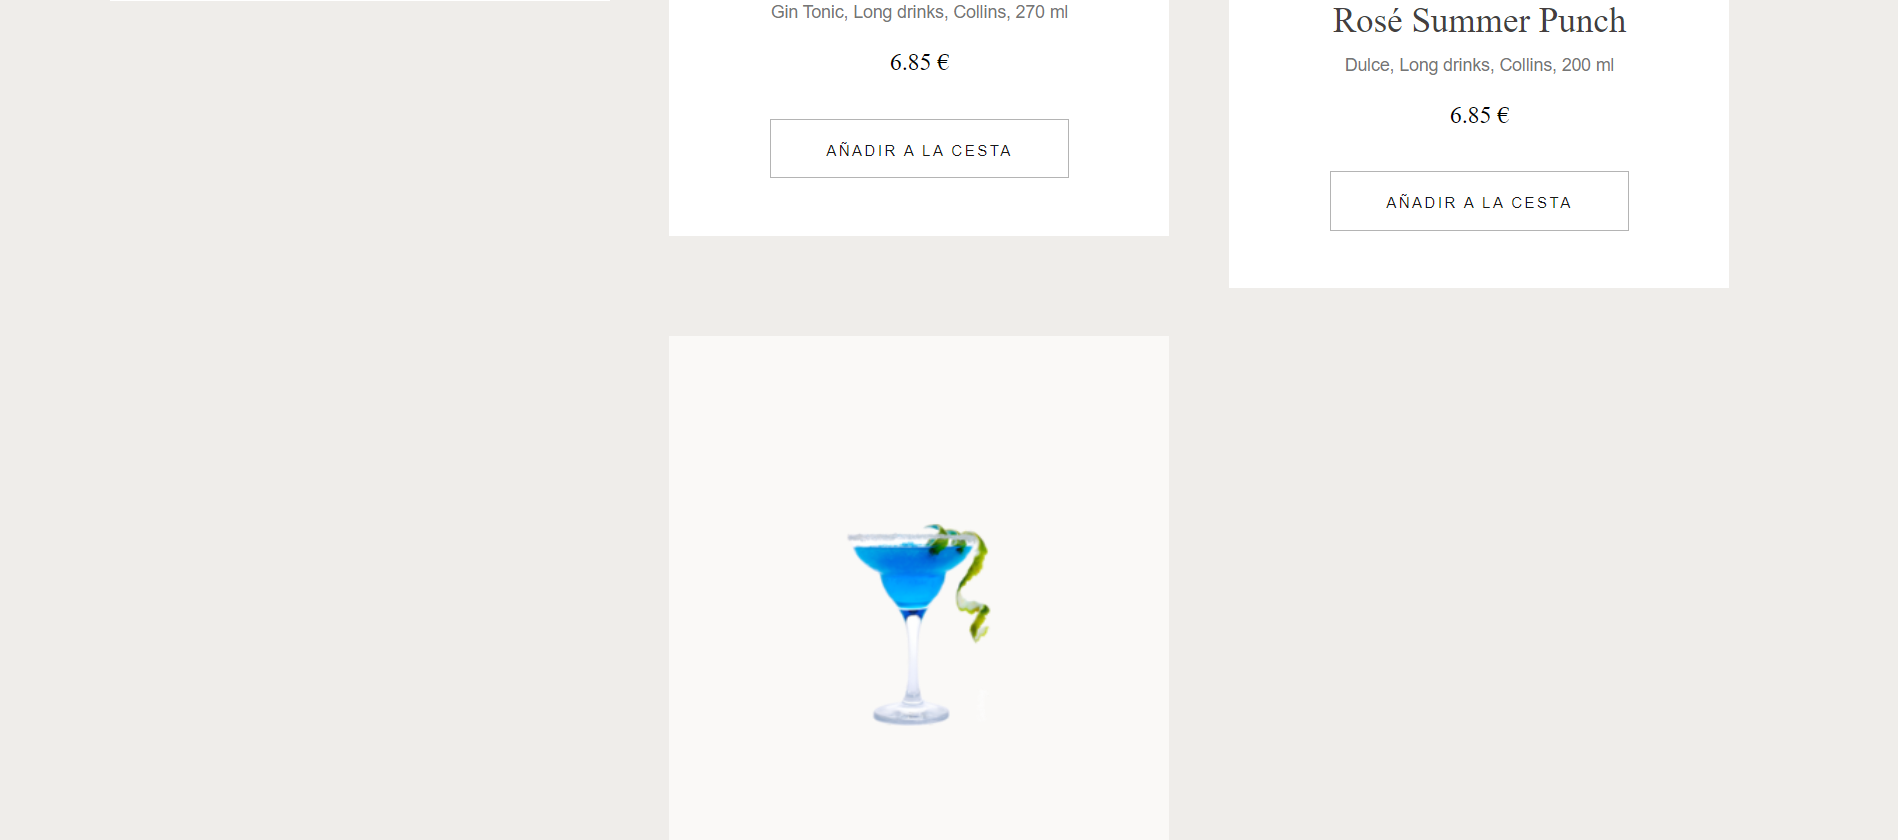 Gin Tonic, Long drinks, Collins, 270 ml
6.85 €
AÑADIR A LA CESTA
Rosé Summer Punch
Dulce, Long drinks, Collins, 200 ml
6.85 €
AÑADIR A LA CESTA